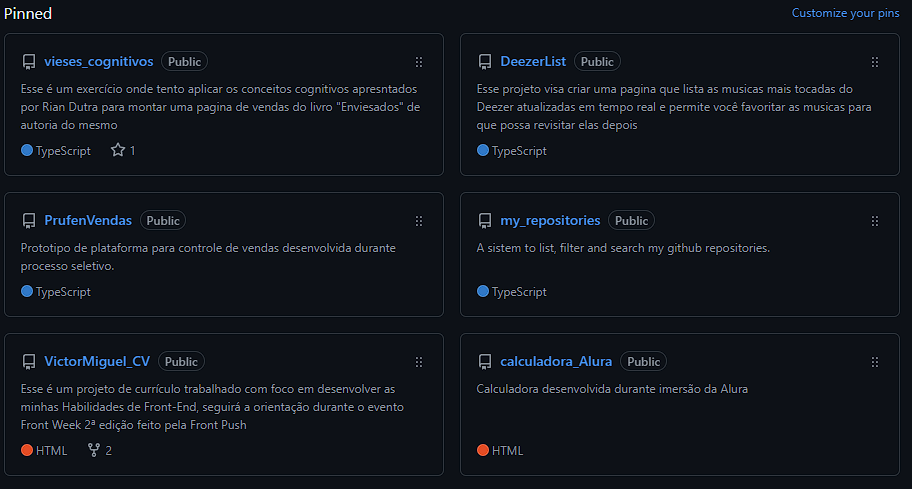 Pinned
Customize your pins
vieses_cognitivos Public
Esse é um exercício onde tento aplicar os conceitos cognitivos apresntados
por Rian Dutra para montar uma pagina de vendas do livro "Enviesados" de
autoria do mesmo
TypeScript 1
DeezerList Public
Esse projeto visa criar uma pagina que lista as musicas mais tocadas do
Deezer atualizadas em tempo real e permite você favoritar as musicas para
que possa revisitar elas depois
TypeScript
PrufenVendas Public
Prototipo de plataforma para controle de vendas desenvolvida durante
processo seletivo.
TypeScript
my_repositories Public
A sistem to list, filter and search my github repositories.
TypeScript
VictorMiguel_CV Public
Esse é um projeto de currículo trabalhado com foco em desenvolver as
minhas Habilidades de Front-End, seguirá a orientação durante o evento
Front Week 2ª edição feito pela Front Push
HTML 2
calculadora_Alura Public
Calculadora desenvolvida durante imersão da Alura
HTML